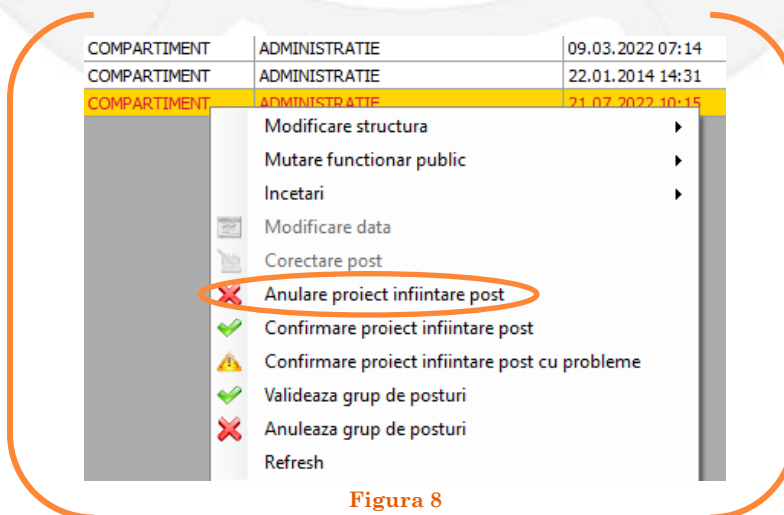 COMPARTIMENT ADMINISTRATIE 09.03.2022 07:14
COMPARTIMENT ADMINISTRATIE 22.01.2014 14:31
COMPARTIMENT ADMINISTRATIE 21.07.2022 10:15
Modificare structura
Mutare functionar public
Incetari
Modificare data
Corectare post
Anulare proiect infiintare post
Confirmare proiect infiintare post
Confirmare proiect infiintare post cu probleme
Valideaza grup de posturi
Anuleaza grup de posturi
Refresh
Figura 8